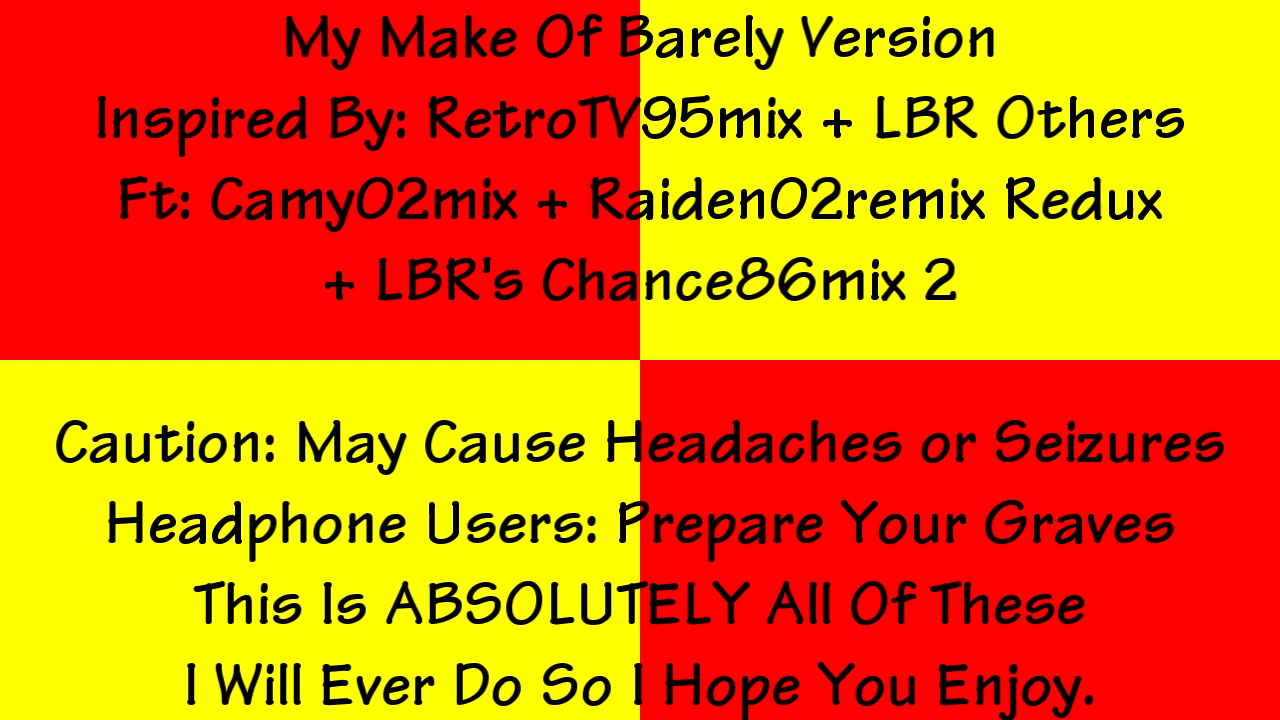 My Make Of Barely Version
Inspired By: RetroTV95mix + LBR Others
Ft: Camy02mix + Raiden02remix Redux
+ LBR's Chance86mix 2
Caution: May Cause Headaches or Seizures
Headphone Users: Prepare Your Graves
This Is ABSOLUTELY All Of These
I Will Ever Do So I Hope You Enjoy.